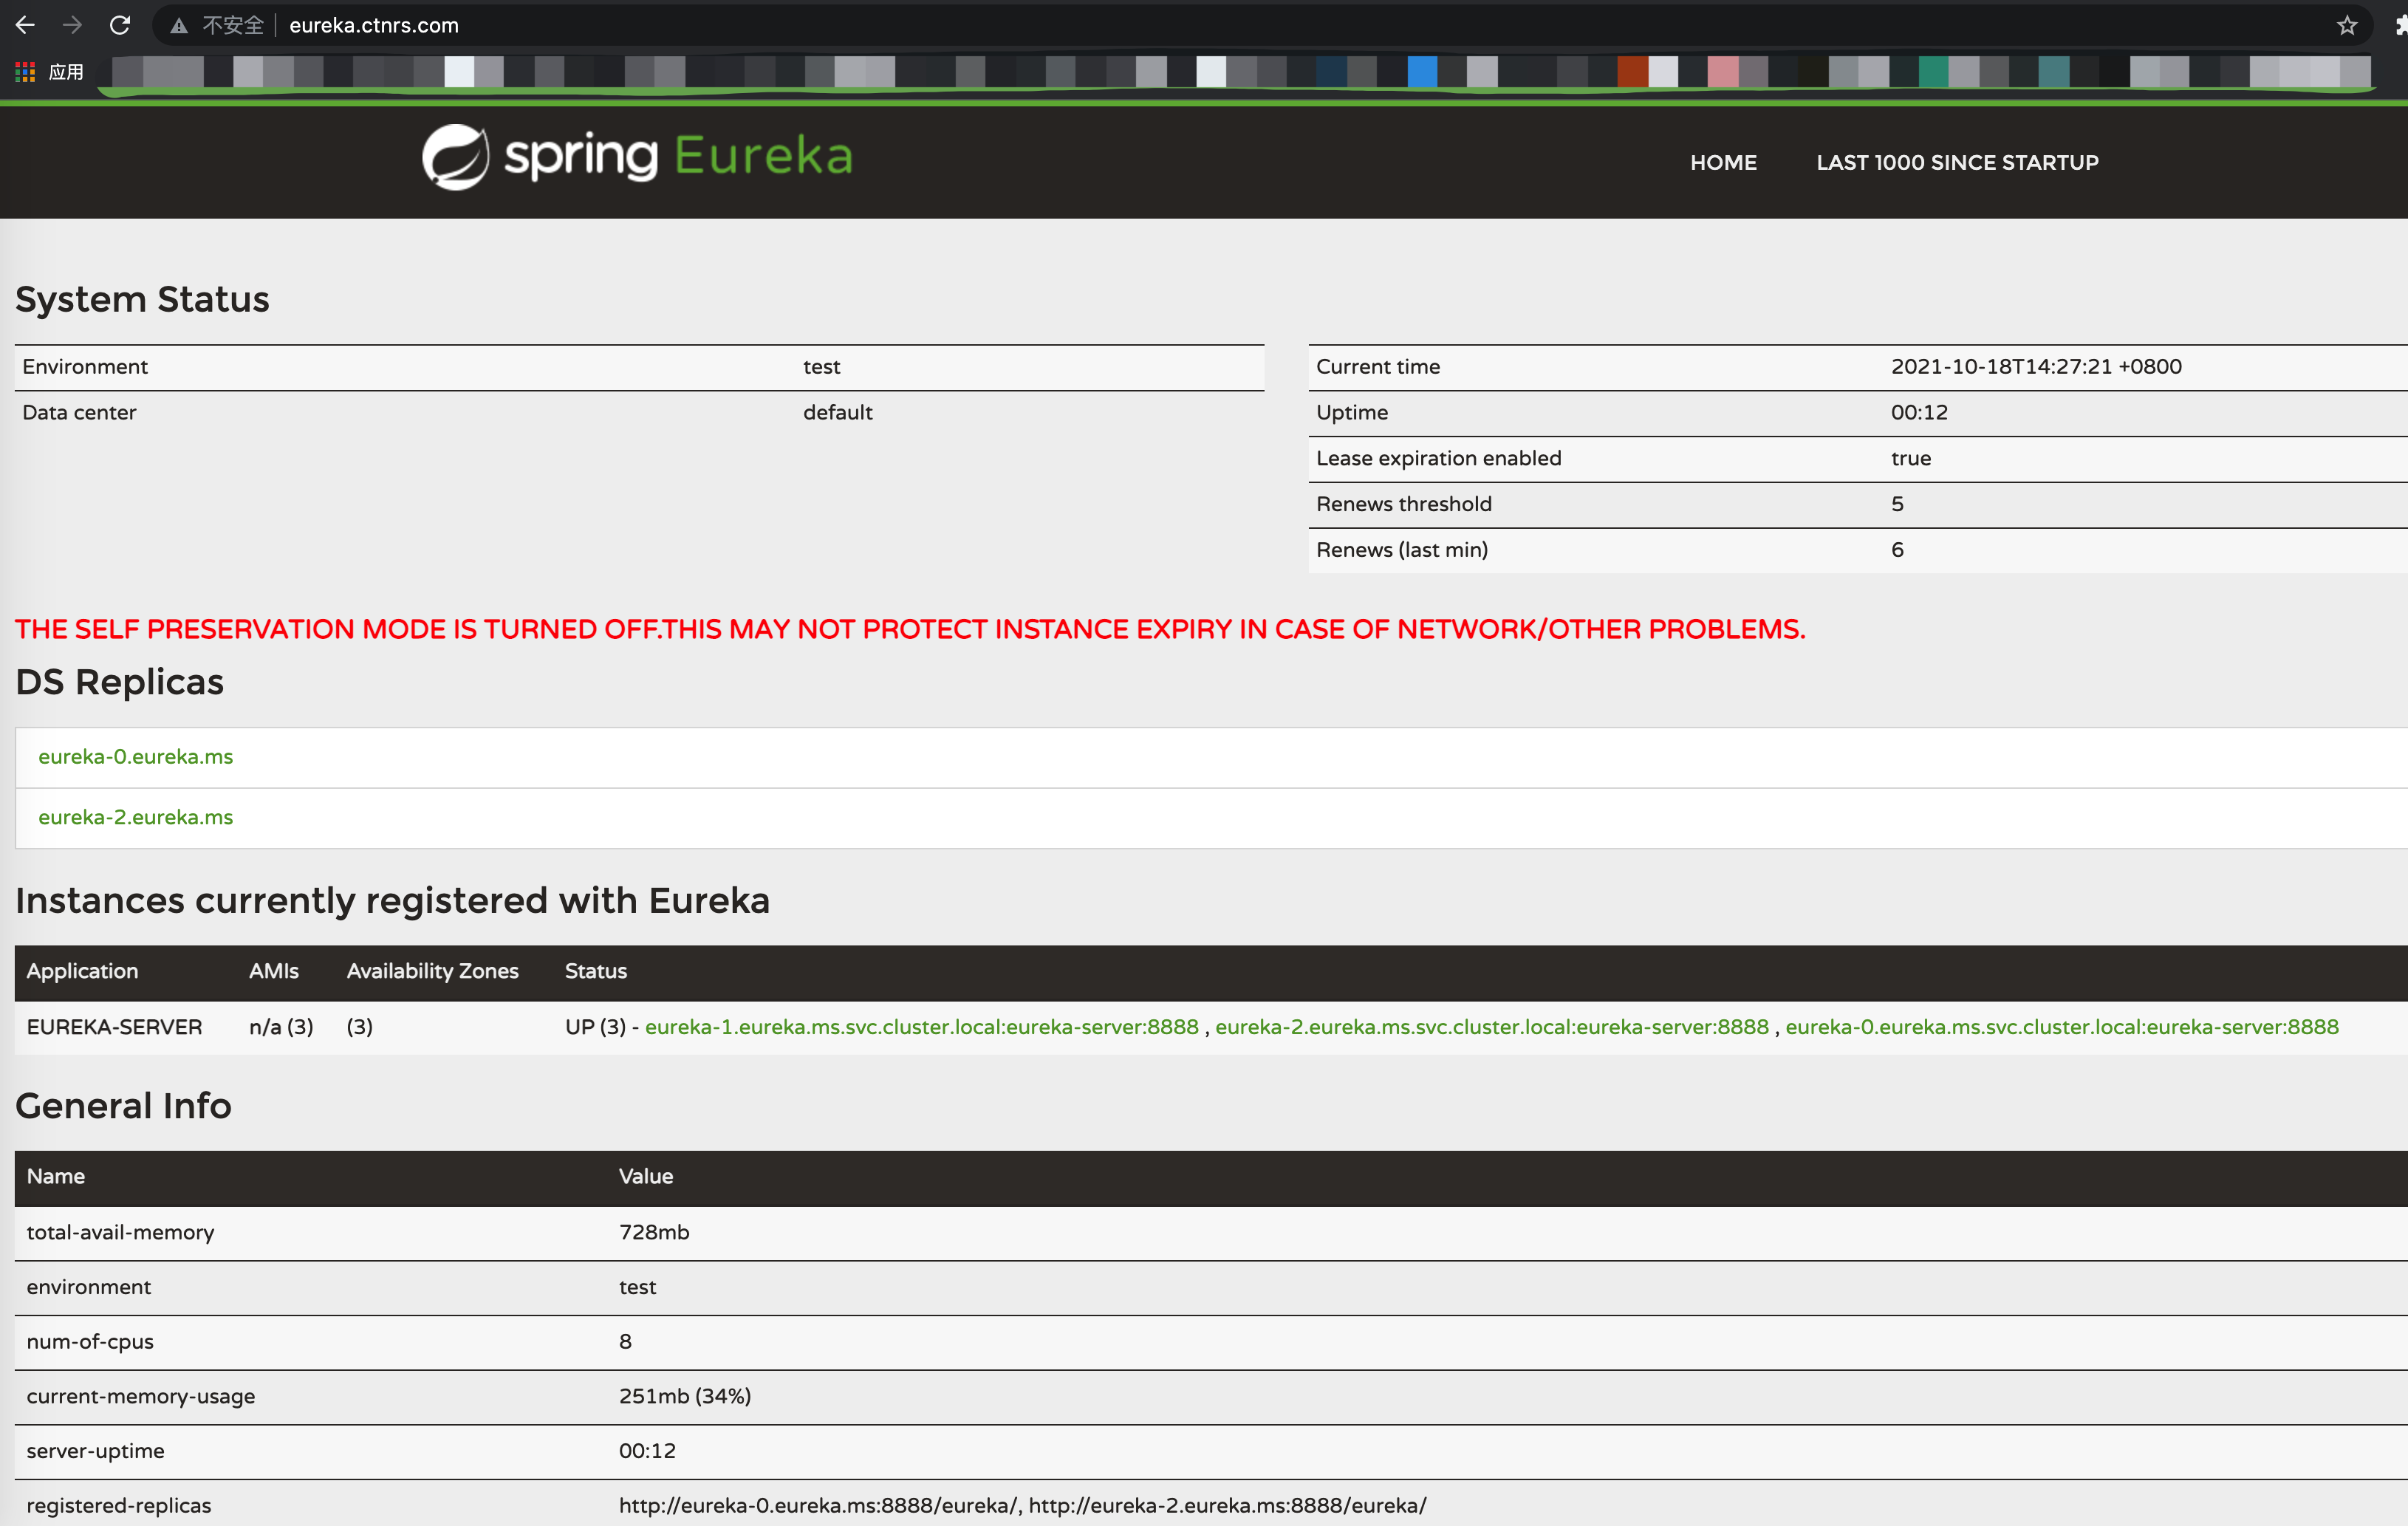 不安全 eureka.ctnrs.com
应用
spring Eureka
HOME LAST 1000 SINCE STARTUP
System Status
Environment test
Data center default
Current time 2021-10-18T14:27:21 +0800
Uptime 00:12
Lease expiration enabled true
Renews threshold 5
Renews (last min) 6
THE SELF PRESERVATION MODE IS TURNED OFF.THIS MAY NOT PROTECT INSTANCE EXPIRY IN CASE OF NETWORK/OTHER PROBLEMS.
DS Replicas
eureka-0.eureka.ms
eureka-2.eureka.ms
Instances currently registered with Eureka
Application AMIs Availability Zones Status
EUREKA-SERVER n/a (3) (3) UP (3) - eureka-1.eureka.ms.svc.cluster.local:eureka-server:8888 , eureka-2.eureka.ms.svc.cluster.local:eureka-server:8888 , eureka-0.eureka.ms.svc.cluster.local:eureka-server:8888
General Info
Name Value
total-avail-memory 728mb
environment test
num-of-cpus 8
current-memory-usage 251mb (34%)
server-uptime 00:12
registered-replicas http://eureka-0.eureka.ms:8888/eureka/, http://eureka-2.eureka.ms:8888/eureka/